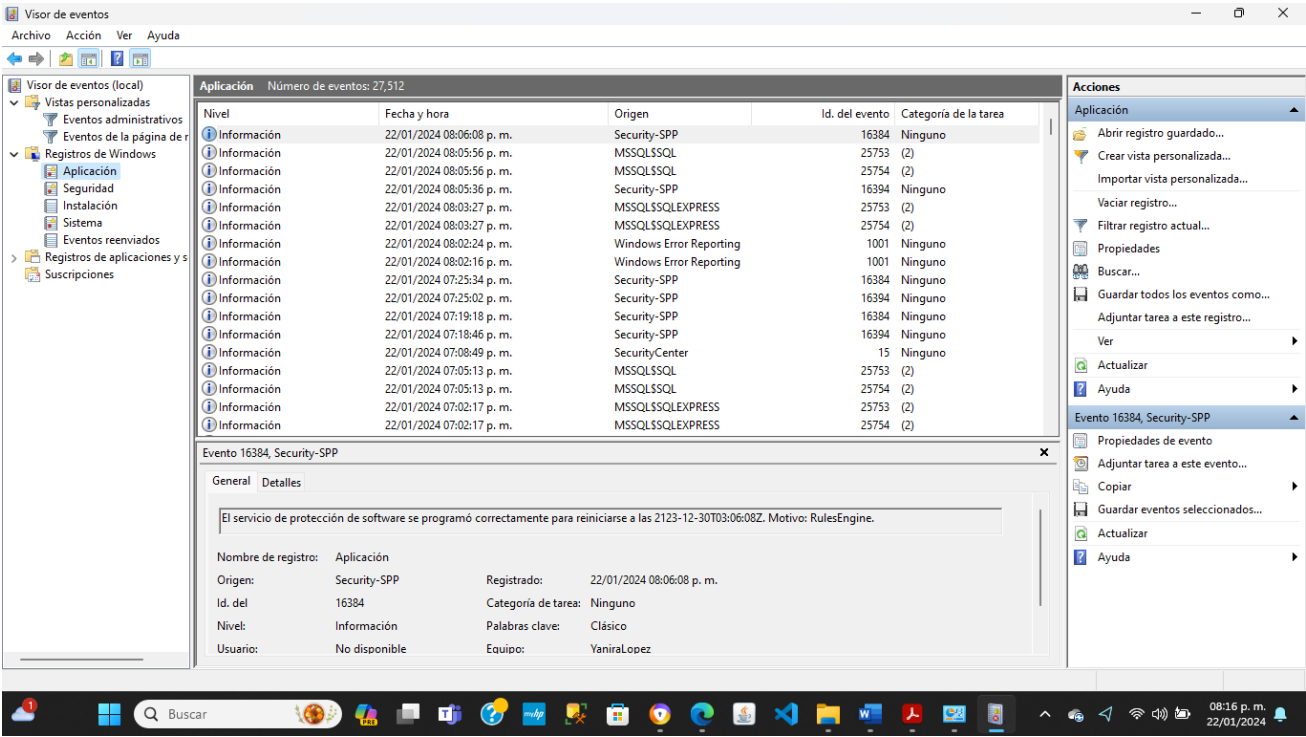 Visor de eventos
Archivo Acción Ver Ayuda
Visor de eventos (local)
Vistas personalizadas
Eventos administrativos
Eventos de la página de r
Registros de Windows
Aplicación
Seguridad
Instalación
Sistema
Eventos reenviados
Registros de aplicaciones y s
Suscripciones
Aplicación Número de eventos: 27,512
Nivel Fecha y hora Origen Id. del evento Categoría de la tarea
Información 22/01/2024 08:06:08 p. m. Security-SPP 16384 Ninguno
Información 22/01/2024 08:05:56 p. m. MSSQL$SQL 25753 (2)
Información 22/01/2024 08:05:56 p. m. MSSQL$SQL 25754 (2)
Información 22/01/2024 08:05:36 p. m. Security-SPP 16394 Ninguno
Información 22/01/2024 08:03:27 p. m. MSSQL$SQLEXPRESS 25753 (2)
Información 22/01/2024 08:03:27 p. m. MSSQL$SQLEXPRESS 25754 (2)
Información 22/01/2024 08:02:24 p. m. Windows Error Reporting 1001 Ninguno
Información 22/01/2024 08:02:16 p. m. Windows Error Reporting 1001 Ninguno
Información 22/01/2024 07:25:34 p. m. Security-SPP 16384 Ninguno
Información 22/01/2024 07:25:02 p. m. Security-SPP 16394 Ninguno
Información 22/01/2024 07:19:18 p. m. Security-SPP 16384 Ninguno
Información 22/01/2024 07:18:46 p. m. Security-SPP 16394 Ninguno
Información 22/01/2024 07:08:49 p. m. SecurityCenter 15 Ninguno
Información 22/01/2024 07:05:13 p. m. MSSQL$SQL 25753 (2)
Información 22/01/2024 07:05:13 p. m. MSSQL$SQL 25754 (2)
Información 22/01/2024 07:02:17 p. m. MSSQL$SQLEXPRESS 25753 (2)
Información 22/01/2024 07:02:17 p. m. MSSQL$SQLEXPRESS 25754 (2)
Evento 16384, Security-SPP
General Detalles
El servicio de protección de software se programó correctamente para reiniciarse a las 2123-12-30T03:06:08Z. Motivo: RulesEngine.
Nombre de registro: Aplicación
Origen: Security-SPP Registrado: 22/01/2024 08:06:08 p. m.
Id. del 16384 Categoría de tarea: Ninguno
Nivel: Información Palabras clave: Clásico
Usuario: No disponible Equipo: YaniraLopez
Acciones
Aplicación
Abrir registro guardado...
Crear vista personalizada...
Importar vista personalizada...
Vaciar registro...
Filtrar registro actual...
Propiedades
Buscar...
Guardar todos los eventos como...
Adjuntar tarea a este registro...
Ver
Actualizar
Ayuda
Evento 16384, Security-SPP
Propiedades de evento
Adjuntar tarea a este evento...
Copiar
Guardar eventos seleccionados...
Actualizar
Ayuda
1
Buscar
PRE
myhp
08:16 p. m.
22/01/2024